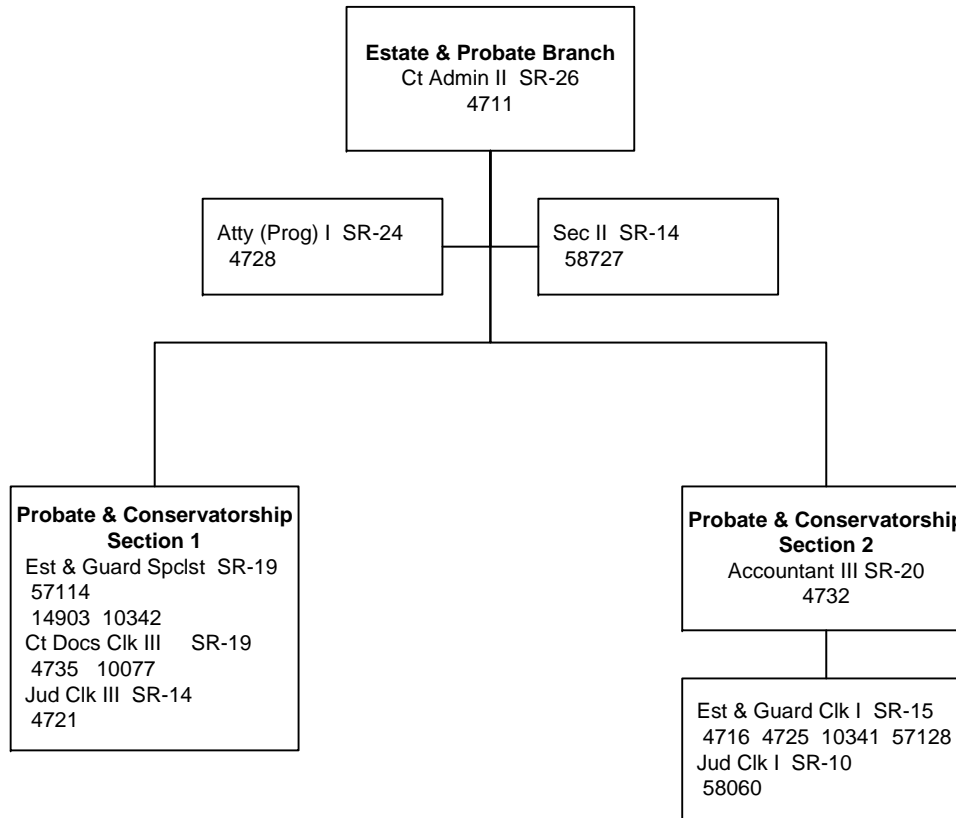 Estate & Probate Branch
Ct Admin II  SR-26
4711
Atty (Prog) I  SR-24
4728
Sec II  SR-14
58727
Probate & Conservatorship
Section 1
Est & Guard Spclst  SR-19
57114
14903  10342
Ct Docs Clk III     SR-19
4735   10077
Jud Clk III  SR-14
4721
Probate & Conservatorship
Section 2
Accountant III SR-20
4732
Est & Guard Clk I  SR-15
4716  4725  10341  57128
Jud Clk I  SR-10
58060